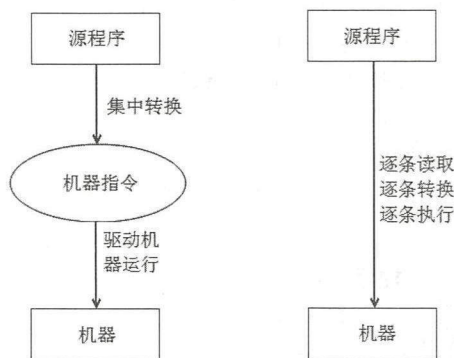 源程序
集中转换
机器指令
驱动机
器运行
机器
源程序
逐条读取
逐条转换
逐条执行
机器